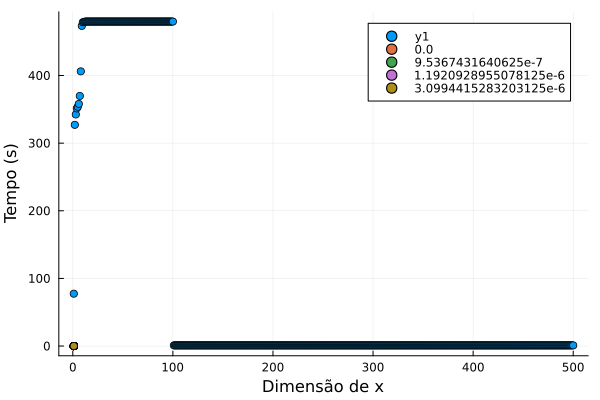 y1
0.0
9.5367431640625e-7
1.1920928955078125e-6
3.0994415283203125e-6
400
300
200
100
0
Tempo (s)
0 100 200 300 400 500
Dimensão de x